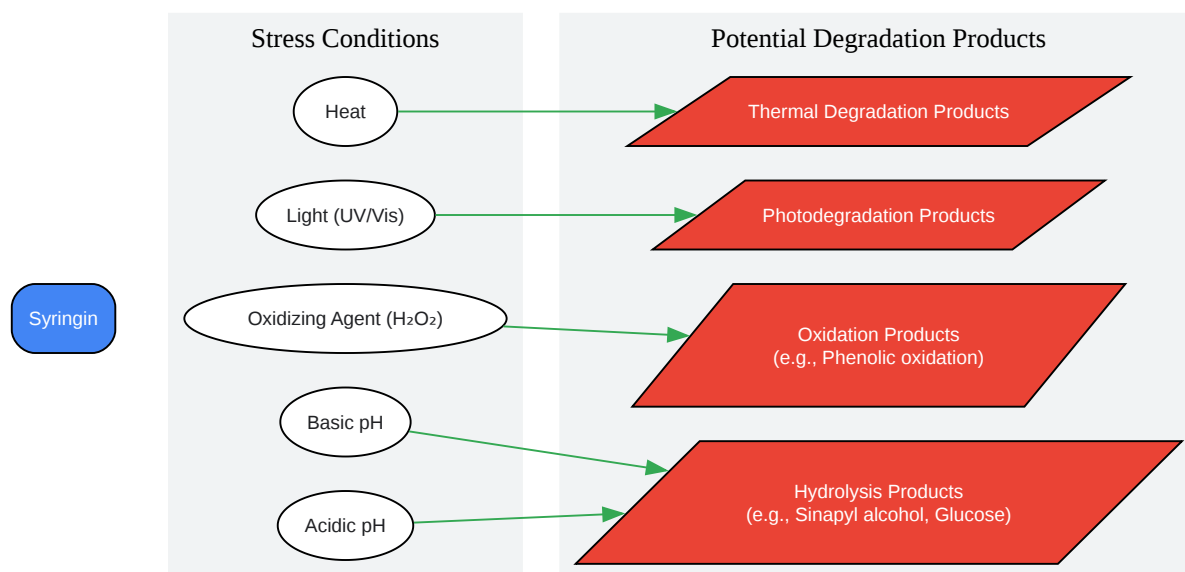 Stress Conditions
Potential Degradation Products
Heat
Thermal Degradation Products
Light (UV/Vis)
Photodegradation Products
Syringin
Oxidizing Agent (H₂O₂)
Oxidation Products
(e.g., Phenolic oxidation)
Basic pH
Hydrolysis Products
(e.g., Sinapyl alcohol, Glucose)
Acidic pH